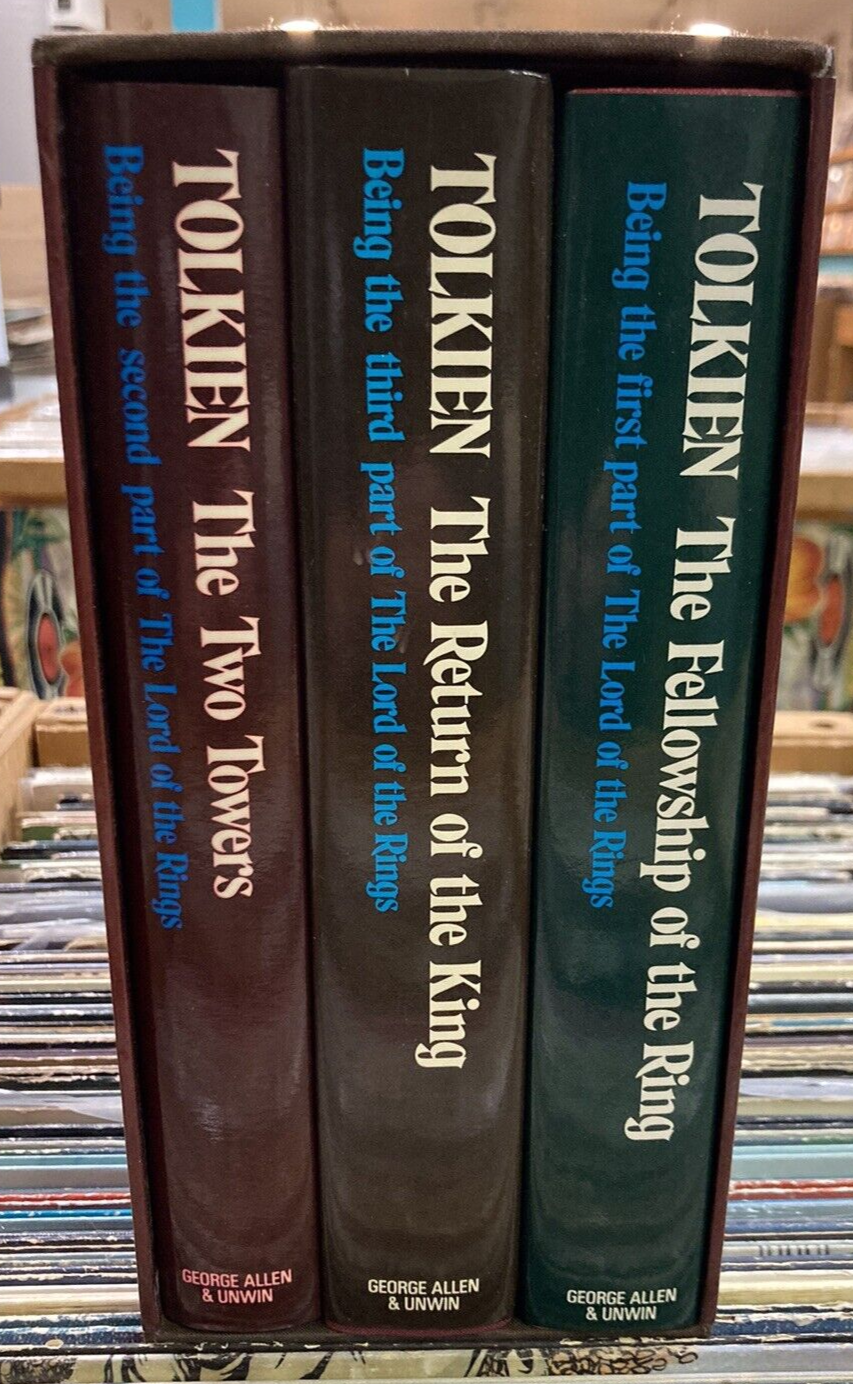 TOLKIEN The Two Towers
Being the second part of The Lord of the Rings
GEORGE ALLEN
& UNWIN
TOLKIEN The Return of the King
Being the third part of The Lord of the Rings
GEORGE ALLEN
& UNWIN
TOLKIEN The Fellowship of the Ring
Being the first part of The Lord of the Rings
GEORGE ALLEN
& UNWIN